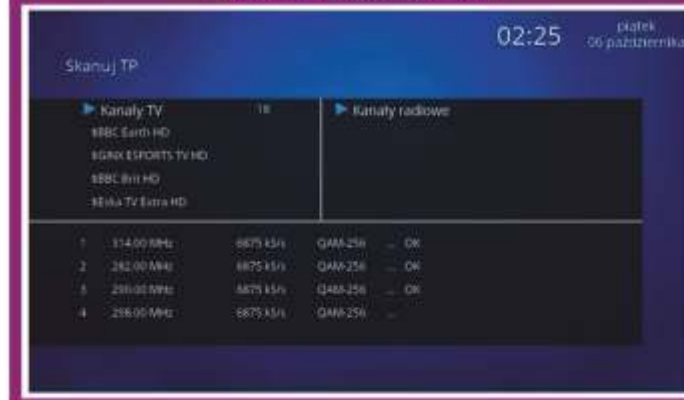 02:25
piątek
06 października
Skanuj TP
Kanały TV 18
$BBC Earth HD
$GINX ESPORTS TV HD
$BBC Brit HD
$Eska TV Extra HD
Kanały radiowe
1 314.00 MHz 6875 kS/s QAM-256 ... OK
2 282.00 MHz 6875 kS/s QAM-256 ... OK
3 290.00 MHz 6875 kS/s QAM-256 ... OK
4 298.00 MHz 6875 kS/s QAM-256 ...